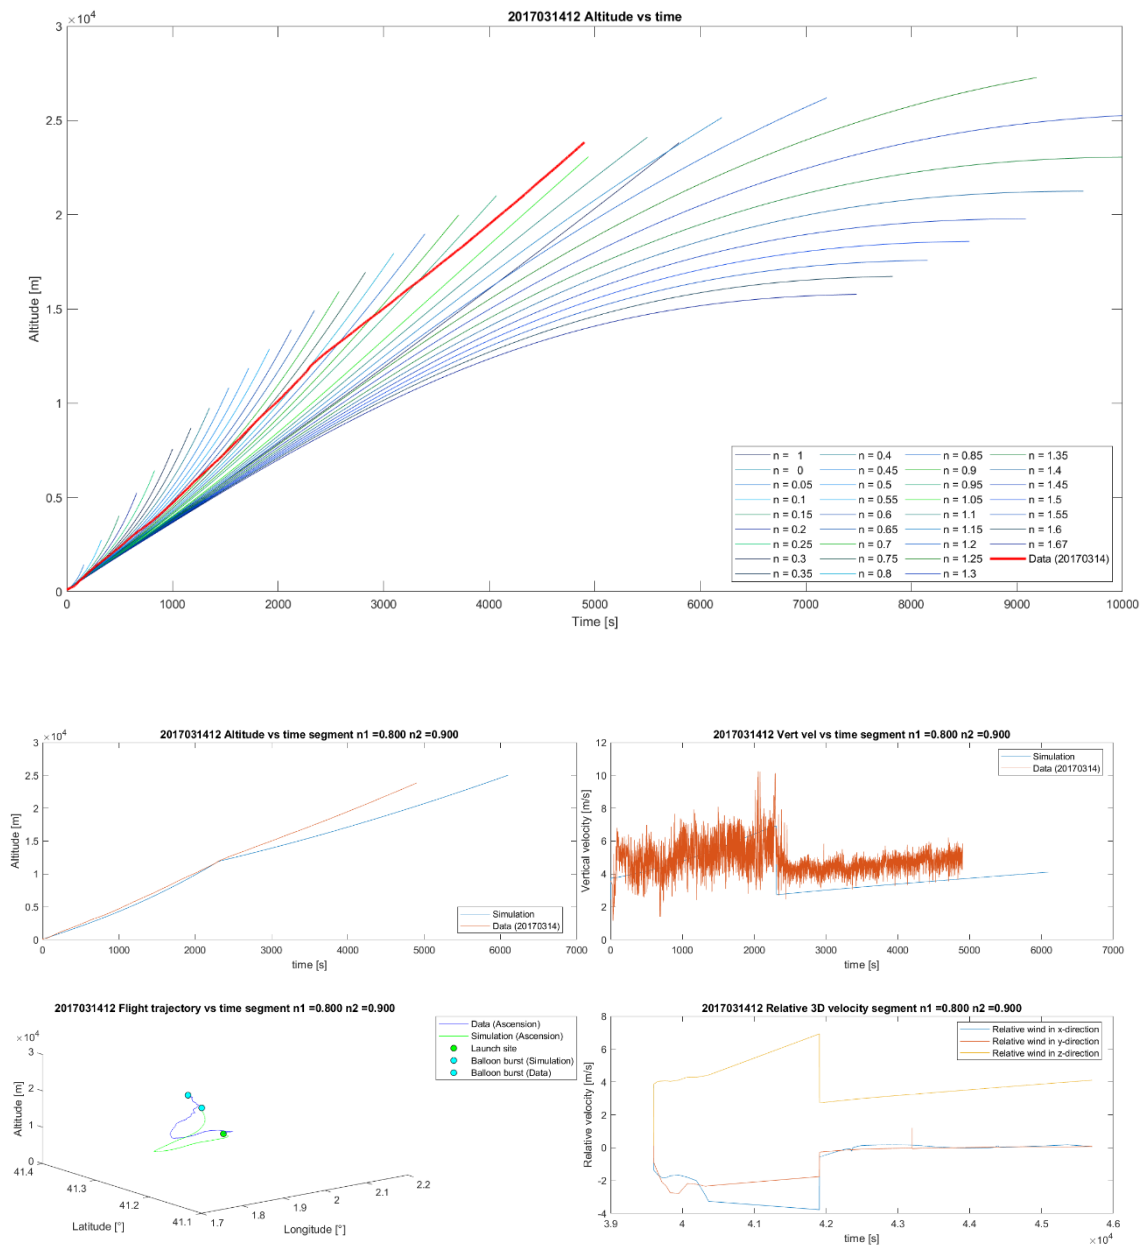 2017031412 Altitude vs time
×10⁴
3
2.5
2
1.5
1
0.5
0
Altitude [m]
0 1000 2000 3000 4000 5000 6000 7000 8000 9000 10000
Time [s]
n = 1 n = 0.4 n = 0.85 n = 1.35
n = 0 n = 0.45 n = 0.9 n = 1.4
n = 0.05 n = 0.5 n = 0.95 n = 1.45
n = 0.1 n = 0.55 n = 1.05 n = 1.5
n = 0.15 n = 0.6 n = 1.1 n = 1.55
n = 0.2 n = 0.65 n = 1.15 n = 1.6
n = 0.25 n = 0.7 n = 1.2 n = 1.67
n = 0.3 n = 0.75 n = 1.25 Data (20170314)
n = 0.35 n = 0.8 n = 1.3
2017031412 Altitude vs time segment n1 =0.800 n2 =0.900
×10⁴
3
2.5
2
1.5
1
0.5
0
Altitude [m]
0 1000 2000 3000 4000 5000 6000 7000
time [s]
Simulation
Data (20170314)
2017031412 Vert vel vs time segment n1 =0.800 n2 =0.900
12
10
8
6
4
2
0
Vertical velocity [m/s]
0 1000 2000 3000 4000 5000 6000 7000
time [s]
Simulation
Data (20170314)
2017031412 Flight trajectory vs time segment n1 =0.800 n2 =0.900
×10⁴
3
2
1
0
Altitude [m]
41.4
41.3
41.2
41.1
Latitude [°]
1.7 1.8 1.9 2 2.1 2.2
Longitude [°]
Data (Ascension)
Simulation (Ascension)
Launch site
Balloon burst (Simulation)
Balloon burst (Data)
2017031412 Relative 3D velocity segment n1 =0.800 n2 =0.900
8
6
4
2
0
-2
-4
Relative velocity [m/s]
3.9 4 4.1 4.2 4.3 4.4 4.5 4.6
×10⁴
time [s]
Relative wind in x-direction
Relative wind in y-direction
Relative wind in z-direction